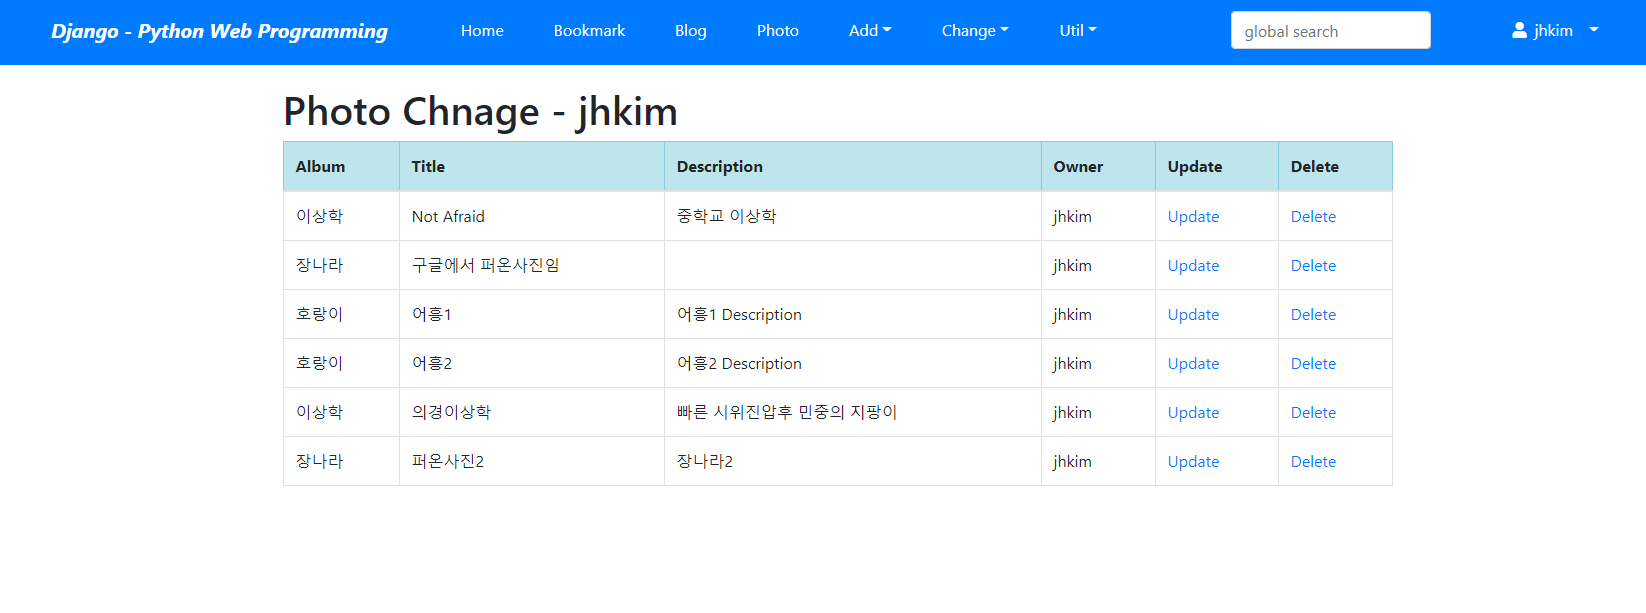 Django - Python Web Programming Home Bookmark Blog Photo Add Change Util global search jhkim
Photo Chnage - jhkim
Album Title Description Owner Update Delete
이상학 Not Afraid 중학교 이상학 jhkim Update Delete
장나라 구글에서 퍼온사진임 jhkim Update Delete
호랑이 어흥1 어흥1 Description jhkim Update Delete
호랑이 어흥2 어흥2 Description jhkim Update Delete
이상학 의경이상학 빠른 시위진압후 민중의 지팡이 jhkim Update Delete
장나라 퍼온사진2 장나라2 jhkim Update Delete